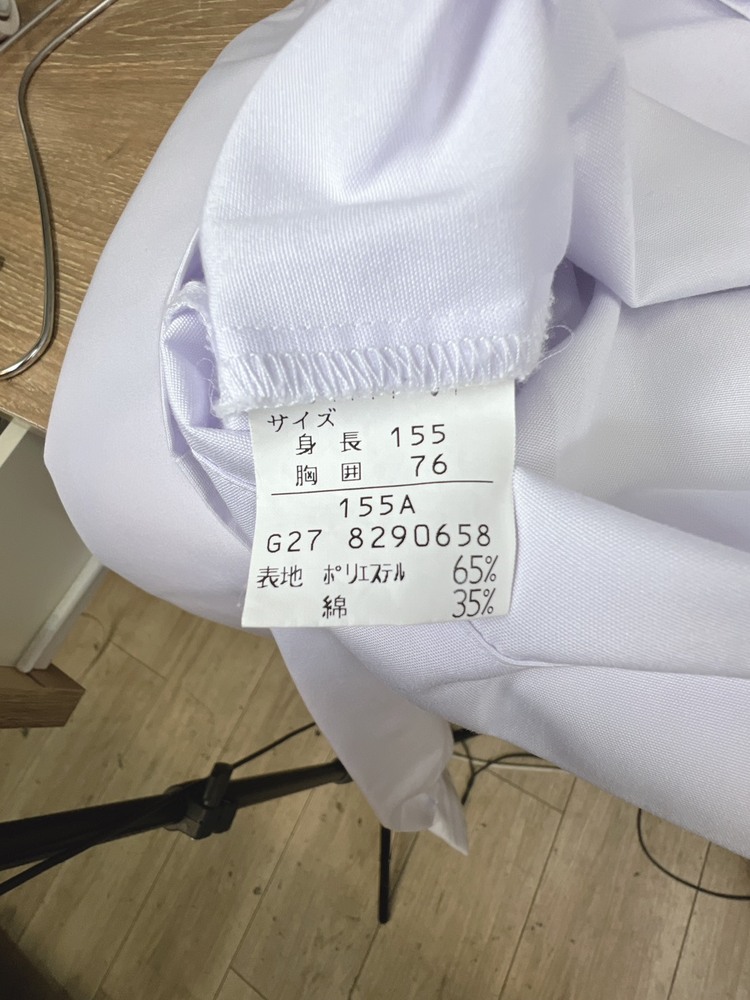 サイズ
身長 155
胸囲 76
155A
G27 8290658
表地 ポリエステル 65%
綿 35%